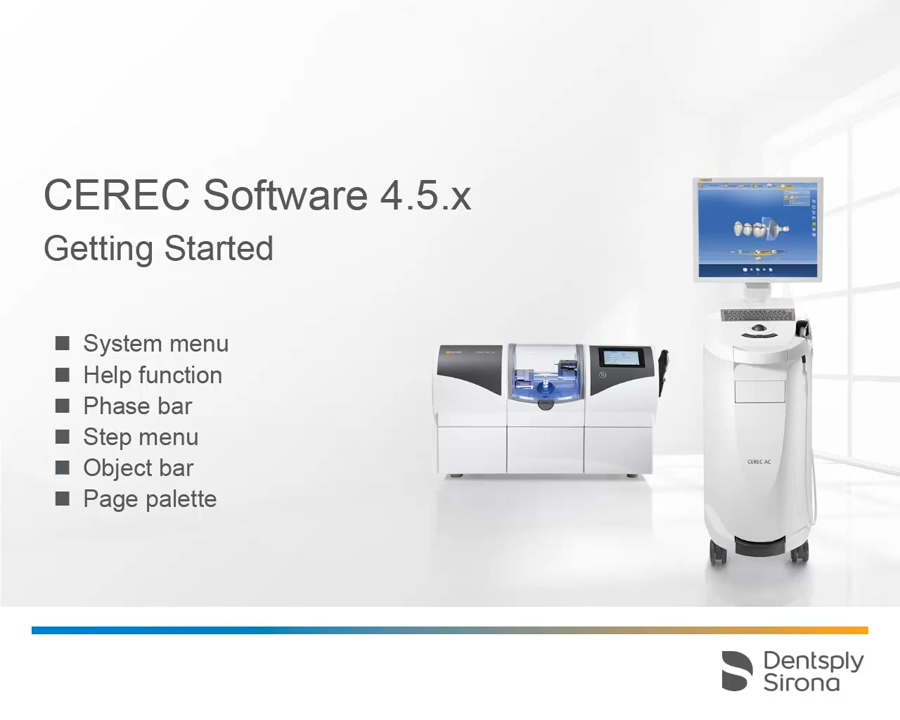 CEREC Software 4.5.x
Getting Started
■ System menu
■ Help function
■ Phase bar
■ Step menu
■ Object bar
■ Page palette
CEREC AC
Dentsply
Sirona